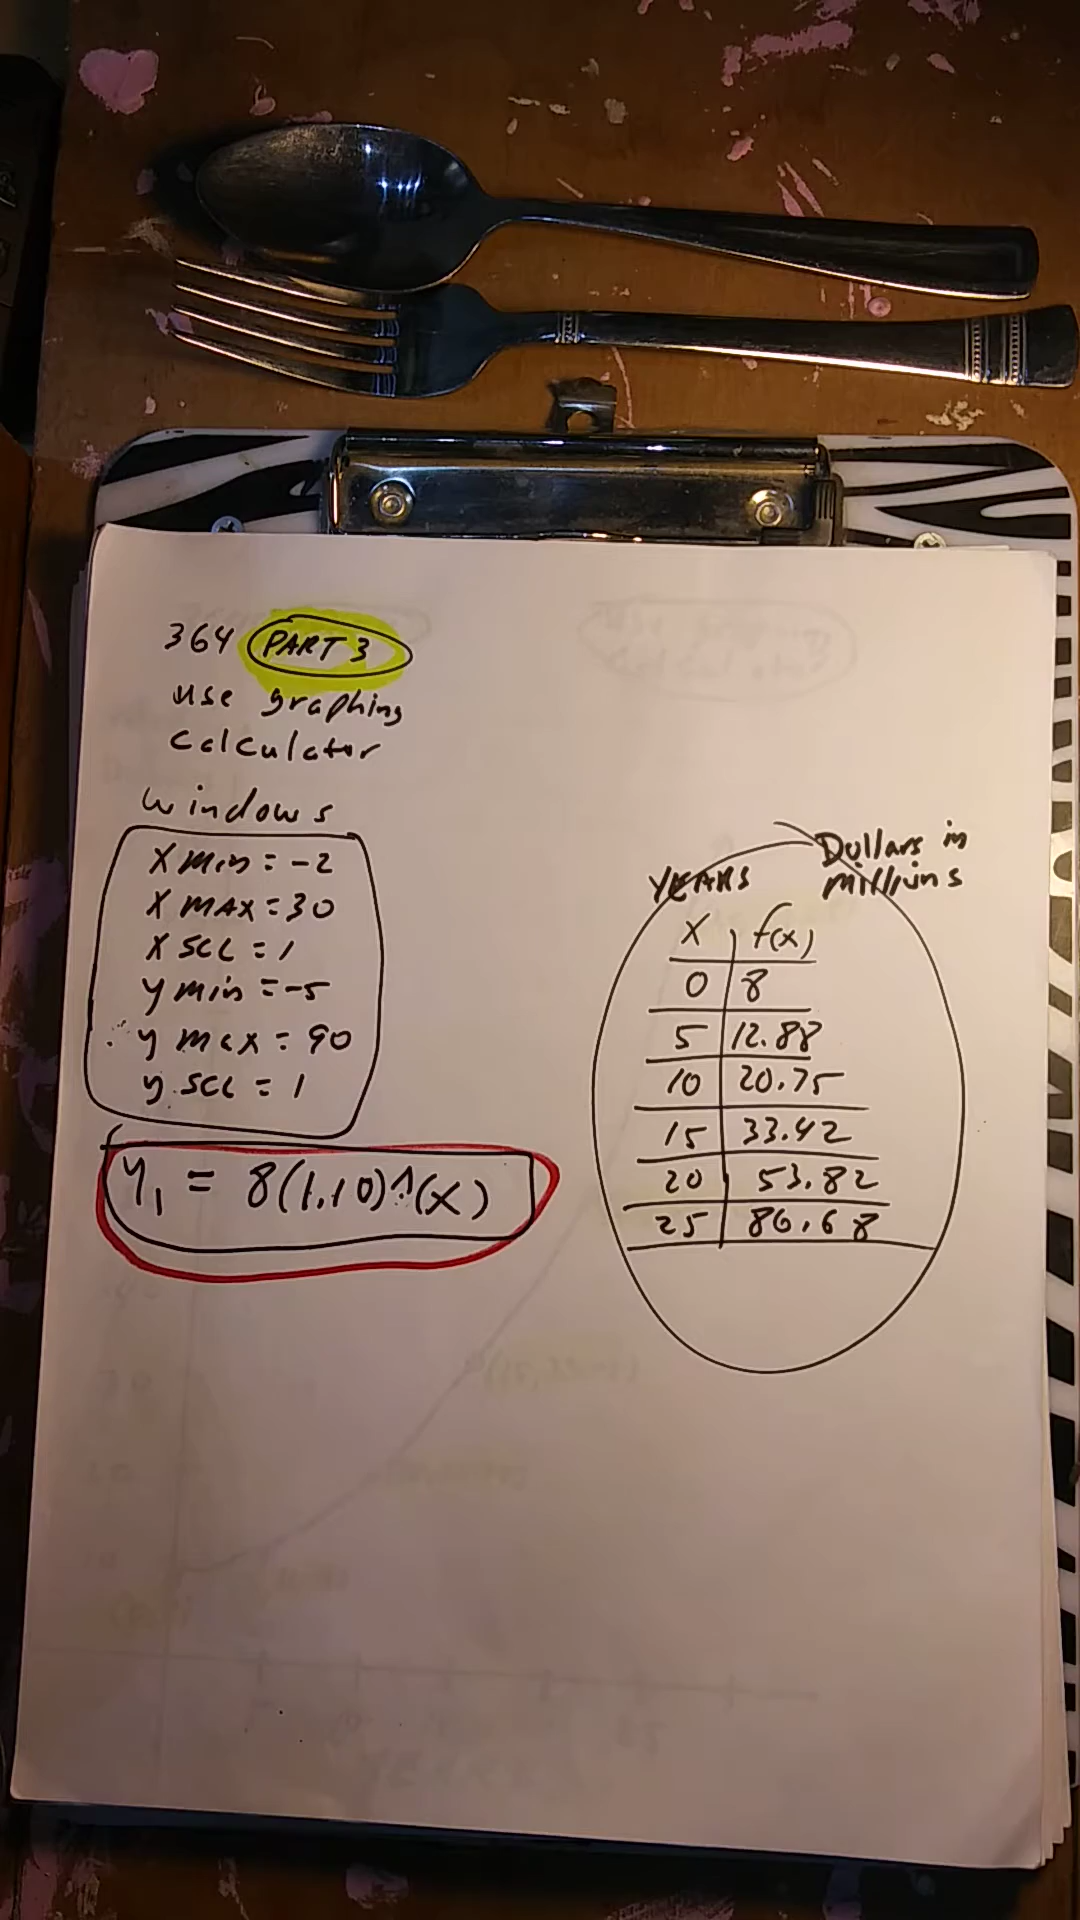 364 PART 3
use graphing
calculator
windows
X min = -2
X MAX = 30
X SCL = 1
y min = -5
y max = 90
y SCL = 1
Y₁ = 8(1.10)^(X)
YEARS Dollars in
millions
X f(x)
0 8
5 12.88
10 20.75
15 33.42
20 53.82
25 86.68